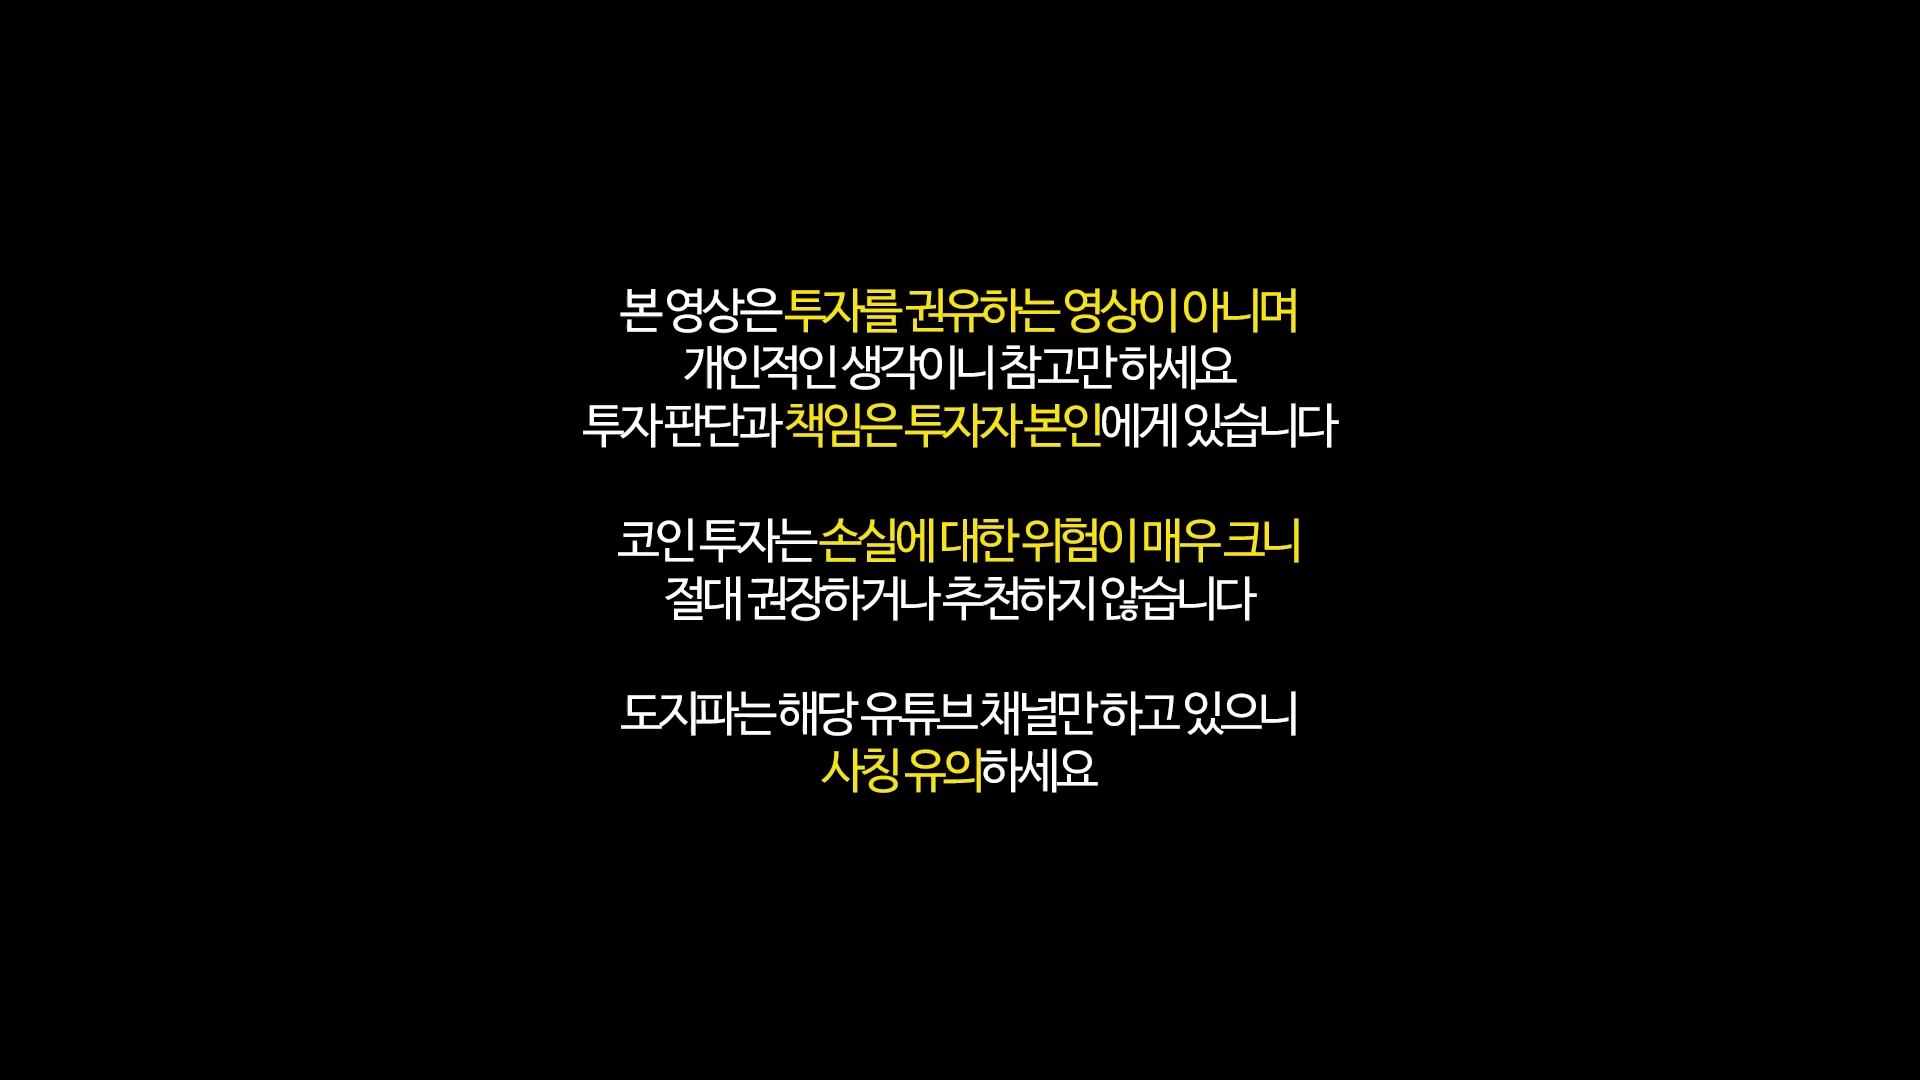 본 영상은 투자를 권유하는 영상이 아니며
개인적인 생각이니 참고만 하세요
투자 판단과 책임은 투자자 본인에게 있습니다
코인 투자는 손실에 대한 위험이 매우 크니
절대 권장하거나 추천하지 않습니다
도지파는 해당 유튜브 채널만 하고 있으니
사칭 유의하세요